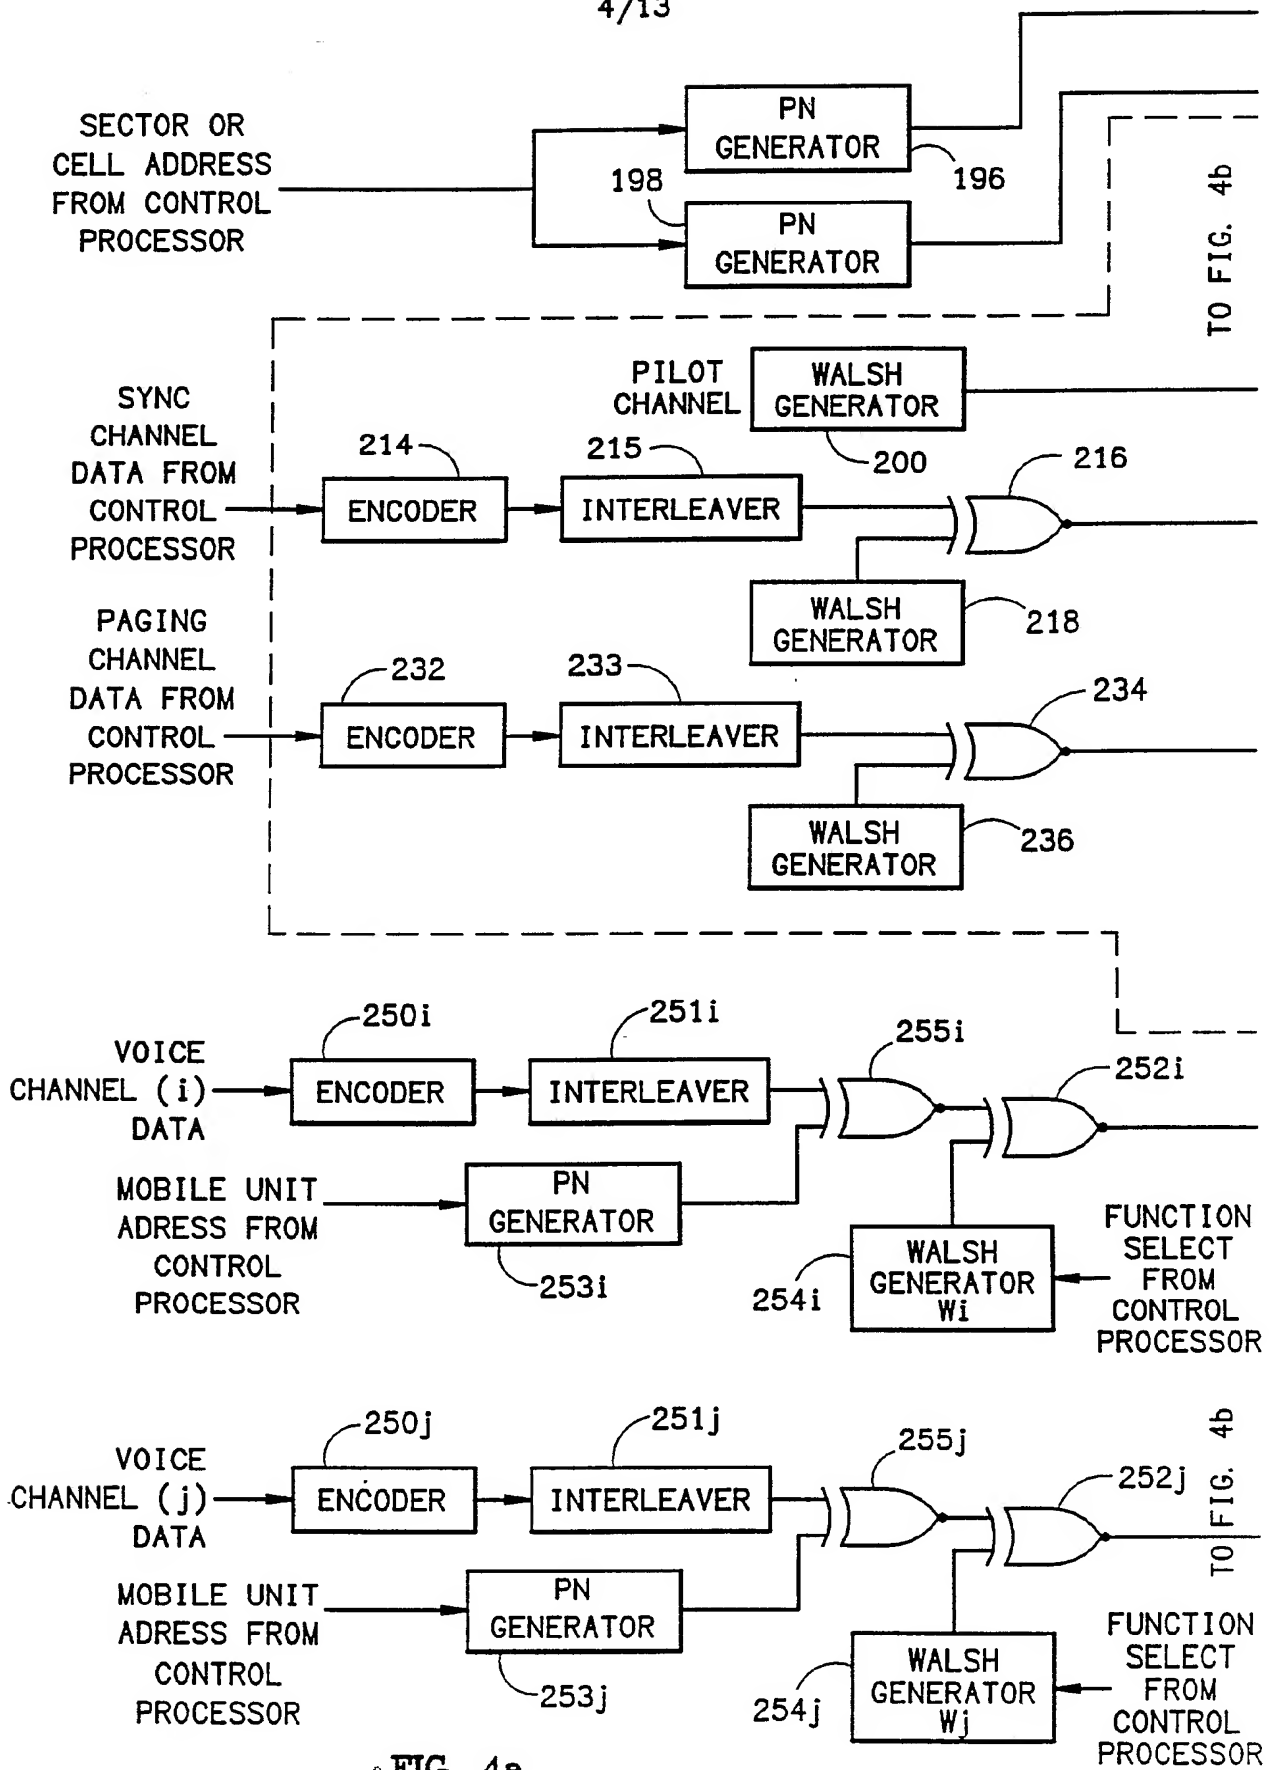 4/13
SECTOR OR
CELL ADDRESS
FROM CONTROL
PROCESSOR
PN
GENERATOR
196
198
PN
GENERATOR
TO FIG. 4b
PILOT
CHANNEL
WALSH
GENERATOR
200
SYNC
CHANNEL
DATA FROM
CONTROL
PROCESSOR
214
ENCODER
215
INTERLEAVER
216
WALSH
GENERATOR
218
PAGING
CHANNEL
DATA FROM
CONTROL
PROCESSOR
232
ENCODER
233
INTERLEAVER
234
WALSH
GENERATOR
236
VOICE
CHANNEL (i)
DATA
250i
ENCODER
251i
INTERLEAVER
255i
252i
MOBILE UNIT
ADRESS FROM
CONTROL
PROCESSOR
PN
GENERATOR
253i
254i
WALSH
GENERATOR
Wi
FUNCTION
SELECT
FROM
CONTROL
PROCESSOR
VOICE
CHANNEL (j)
DATA
250j
ENCODER
251j
INTERLEAVER
255j
252j
TO FIG. 4b
MOBILE UNIT
ADRESS FROM
CONTROL
PROCESSOR
PN
GENERATOR
253j
254j
WALSH
GENERATOR
Wj
FUNCTION
SELECT
FROM
CONTROL
PROCESSOR
FIG. 4a